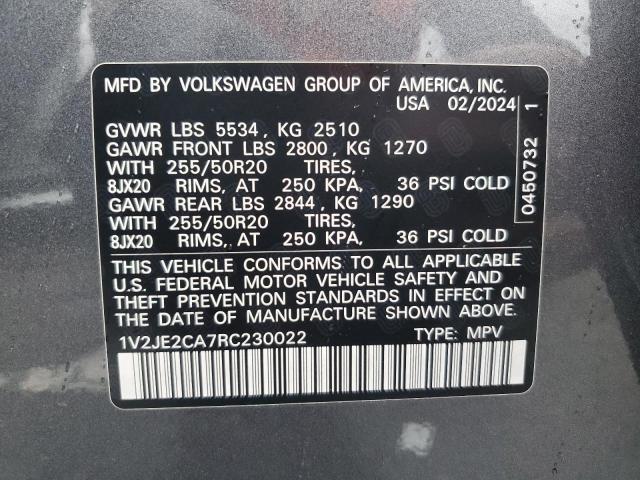 MFD BY VOLKSWAGEN GROUP OF AMERICA, INC.
USA 02/2024
GVWR LBS 5534, KG 2510
GAWR FRONT LBS 2800, KG 1270
WITH 255/50R20 TIRES,
8JX20 RIMS, AT 250 KPA, 36 PSI COLD
GAWR REAR LBS 2844, KG 1290
WITH 255/50R20 TIRES,
8JX20 RIMS, AT 250 KPA, 36 PSI COLD
THIS VEHICLE CONFORMS TO ALL APPLICABLE
U.S. FEDERAL MOTOR VEHICLE SAFETY AND
THEFT PREVENTION STANDARDS IN EFFECT ON
THE DATE OF MANUFACTURE SHOWN ABOVE.
1V2JE2CA7RC230022 TYPE: MPV
0450732 1